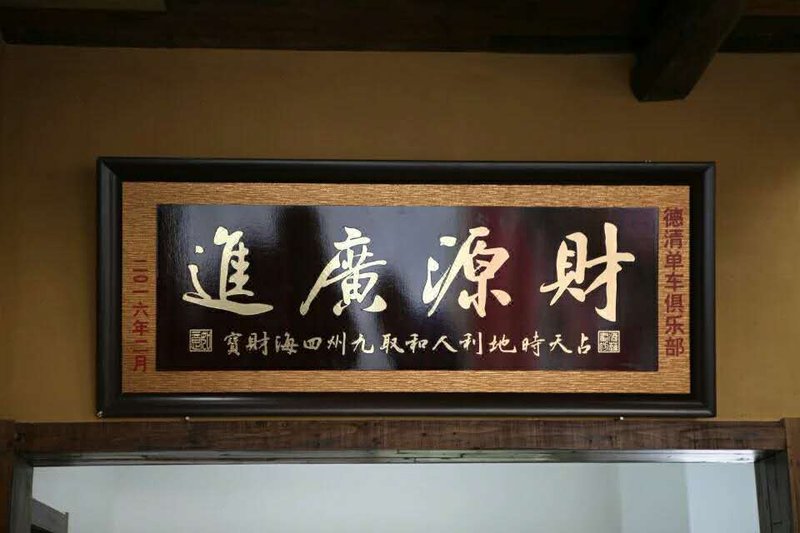 德清单车俱乐部
財源廣進
占天時地利人和取九州四海財寶
二〇一六年二月